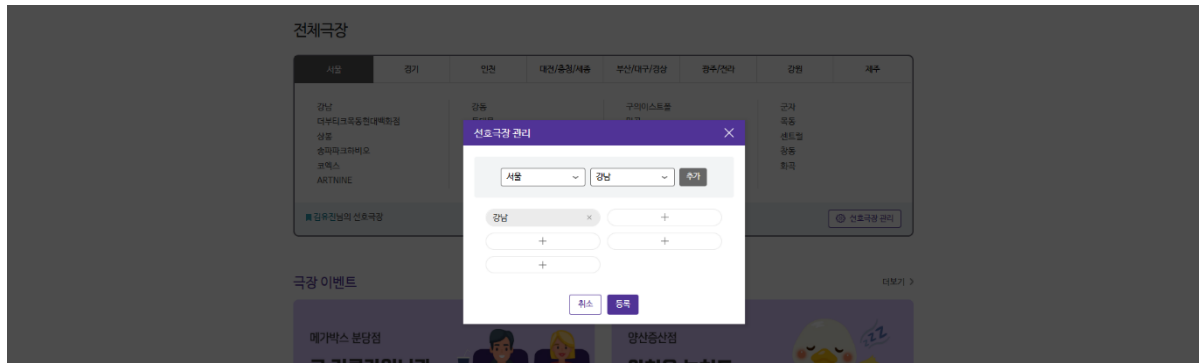 전체극장
서울 경기 인천 대전/충청/세종 부산/대구/경상 광주/전라 강원 제주
강남 강동 구의이스트폴 군자
더부티크목동현대백화점 목동
상봉 센트럴
송파파크하비오 창동
코엑스 화곡
ARTNINE
선호극장 관리
서울 강남 추가
강남 × +
+ +
+
취소 등록
김유진님의 선호극장 선호극장 관리
극장 이벤트 더보기
메가박스 분당점 양산증산점